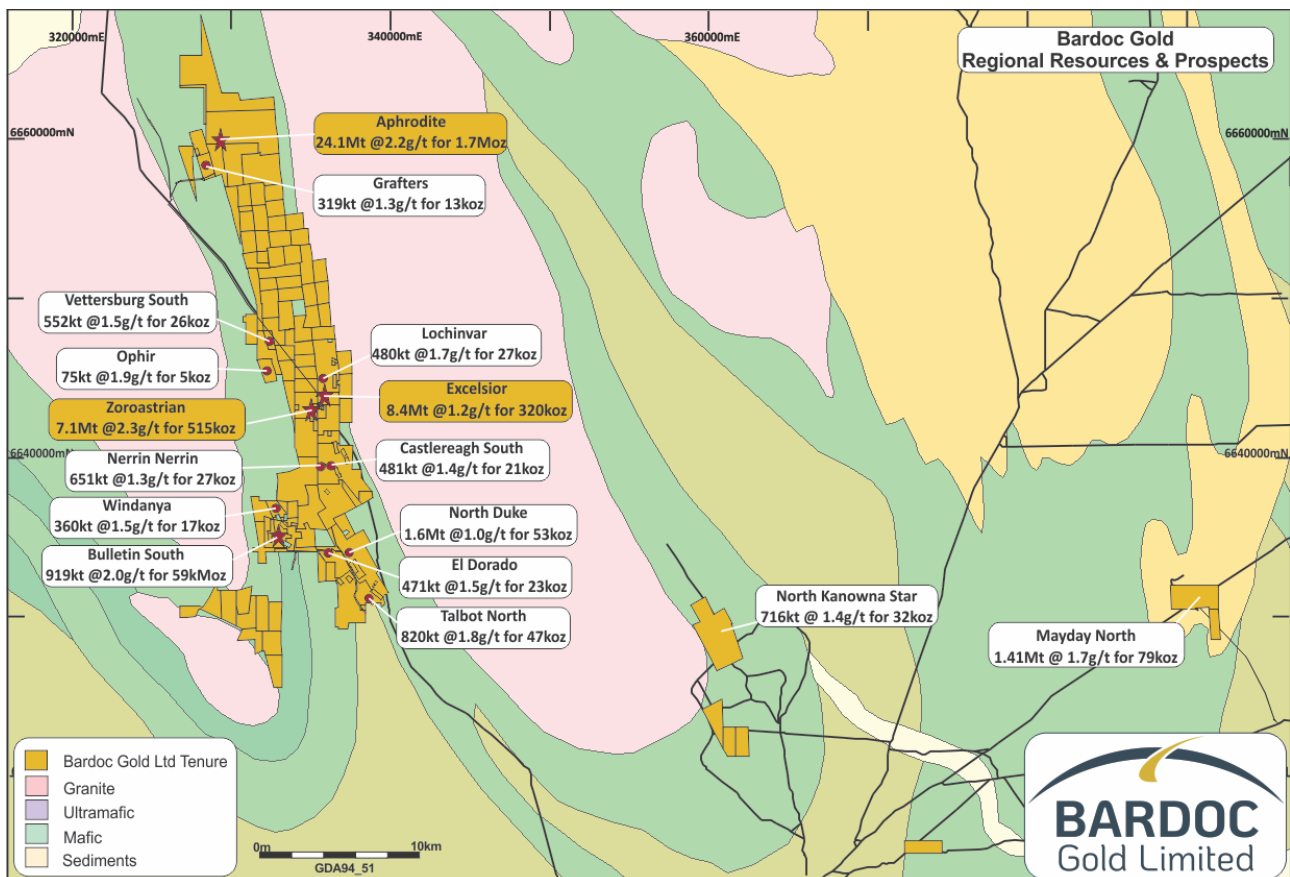 320000mE
340000mE
360000mE
Bardoc Gold
Regional Resources & Prospects
6660000mN
6660000mN
Aphrodite
24.1Mt @2.2g/t for 1.7Moz
Grafters
319kt @1.3g/t for 13koz
Vettersburg South
552kt @1.5g/t for 26koz
Lochinvar
480kt @1.7g/t for 27koz
Ophir
75kt @1.9g/t for 5koz
Excelsior
8.4Mt @1.2g/t for 320koz
Zoroastrian
7.1Mt @2.3g/t for 515koz
6640000mN
6640000mN
Castlereagh South
481kt @1.4g/t for 21koz
Nerrin Nerrin
651kt @1.3g/t for 27koz
Windanya
360kt @1.5g/t for 17koz
North Duke
1.6Mt @1.0g/t for 53koz
Bulletin South
919kt @2.0g/t for 59kMoz
El Dorado
471kt @1.5g/t for 23koz
North Kanowna Star
716kt @ 1.4g/t for 32koz
Talbot North
820kt @1.8g/t for 47koz
Mayday North
1.41Mt @ 1.7g/t for 79koz
Bardoc Gold Ltd Tenure
Granite
Ultramafic
Mafic
Sediments
0m
10km
GDA94_51
BARDOC
Gold Limited